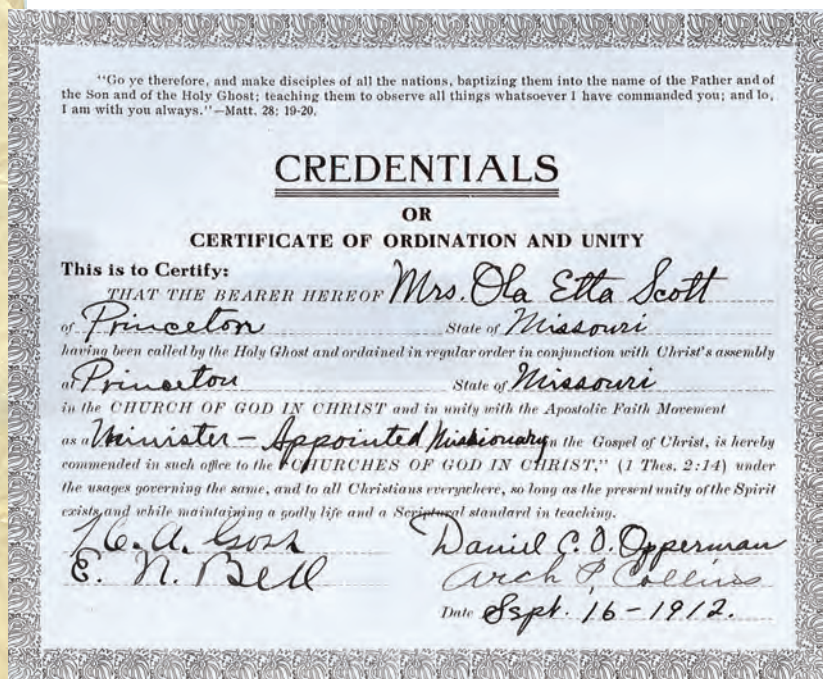 "Go ye therefore, and make disciples of all the nations, baptizing them into the name of the Father and of
the Son and of the Holy Ghost; teaching them to observe all things whatsoever I have commanded you; and lo,
I am with you always."—Matt. 28: 19-20.
CREDENTIALS
OR
CERTIFICATE OF ORDINATION AND UNITY
This is to Certify:
THAT THE BEARER HEREOF Mrs. Ola Etta Scott
of Princeton State of Missouri
having been called by the Holy Ghost and ordained in regular order in conjunction with Christ's assembly
at Princeton State of Missouri
in the CHURCH OF GOD IN CHRIST and in unity with the Apostolic Faith Movement
as a Minister - Appointed Missionary in the Gospel of Christ, is hereby
commended in such office to the "CHURCHES OF GOD IN CHRIST," (1 Thes. 2:14) under
the usages governing the same, and to all Christians everywhere, so long as the present unity of the Spirit
exists and while maintaining a godly life and a Scriptural standard in teaching.
H. A. Goss Daniel C. O. Opperman
E. N. Bell Arch P. Collins
Date Sept. 16-1912.